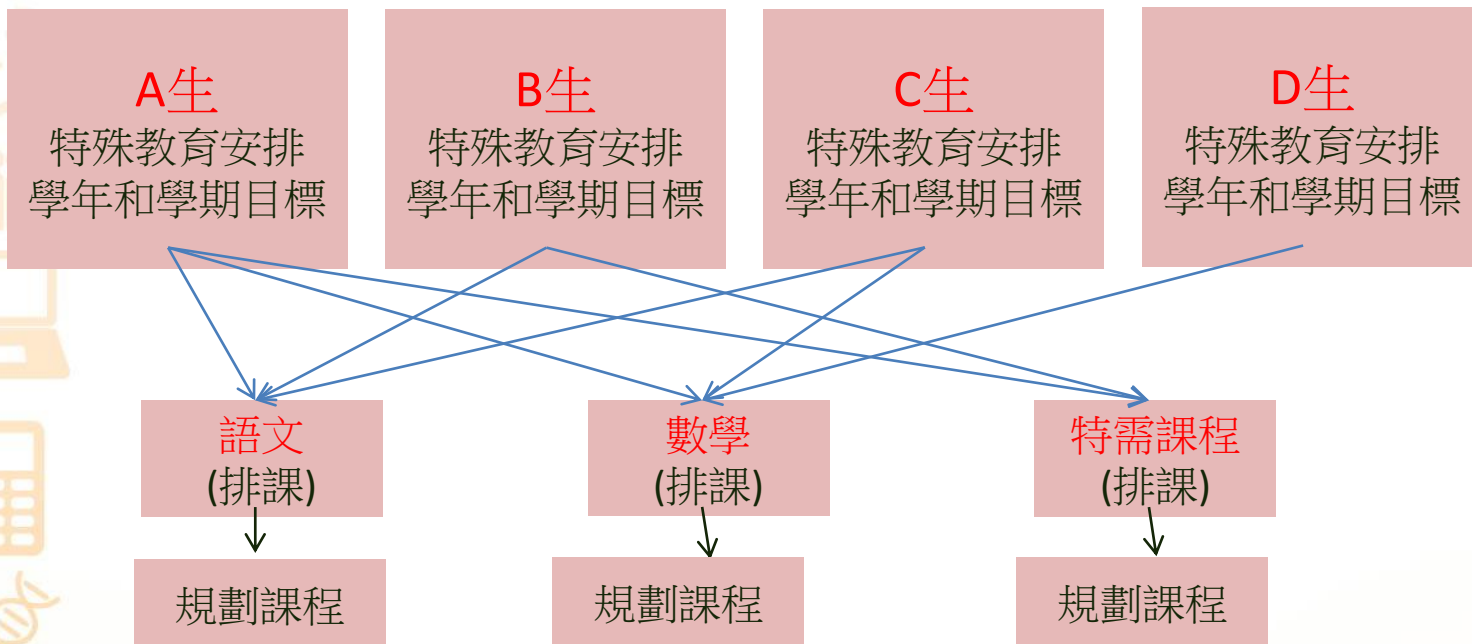 A生
特殊教育安排
學年和學期目標
B生
特殊教育安排
學年和學期目標
C生
特殊教育安排
學年和學期目標
D生
特殊教育安排
學年和學期目標
語文
(排課)
數學
(排課)
特需課程
(排課)
規劃課程
規劃課程
規劃課程